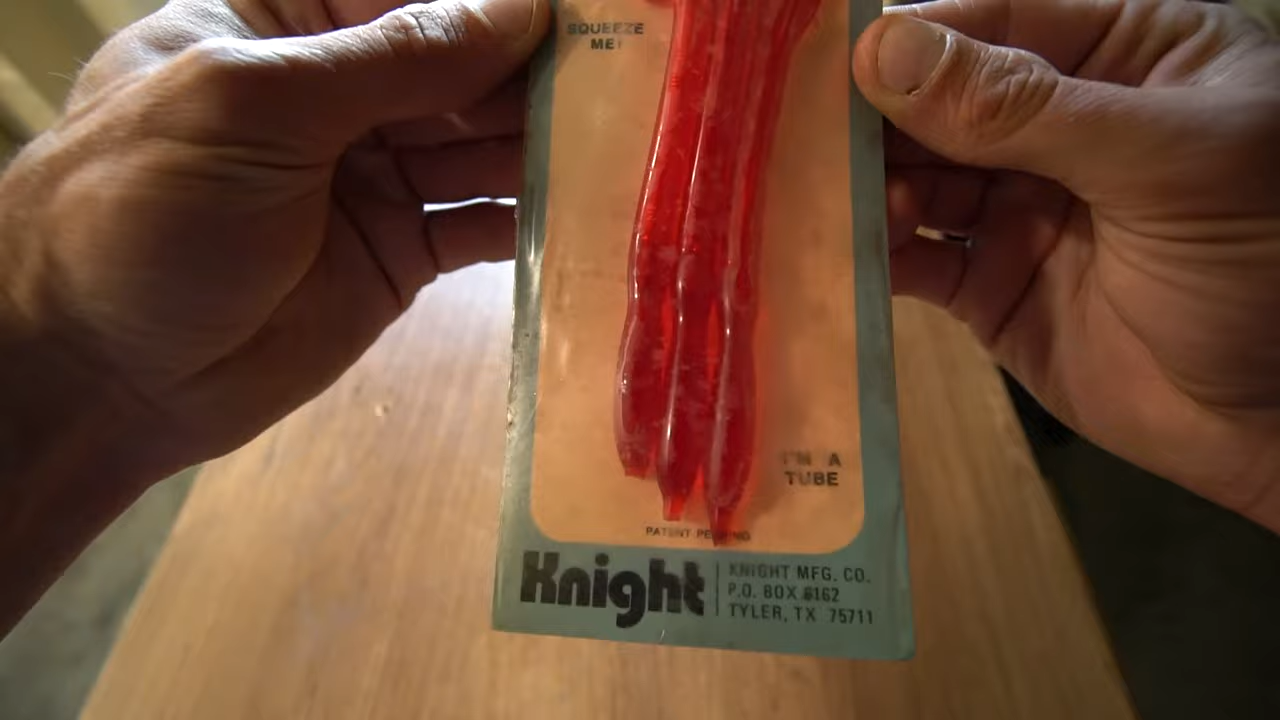 SQUEEZE
ME!
I'M A
TUBE
PATENT PENDING
Knight
KNIGHT MFG. CO.
P.O. BOX 6162
TYLER, TX 75711